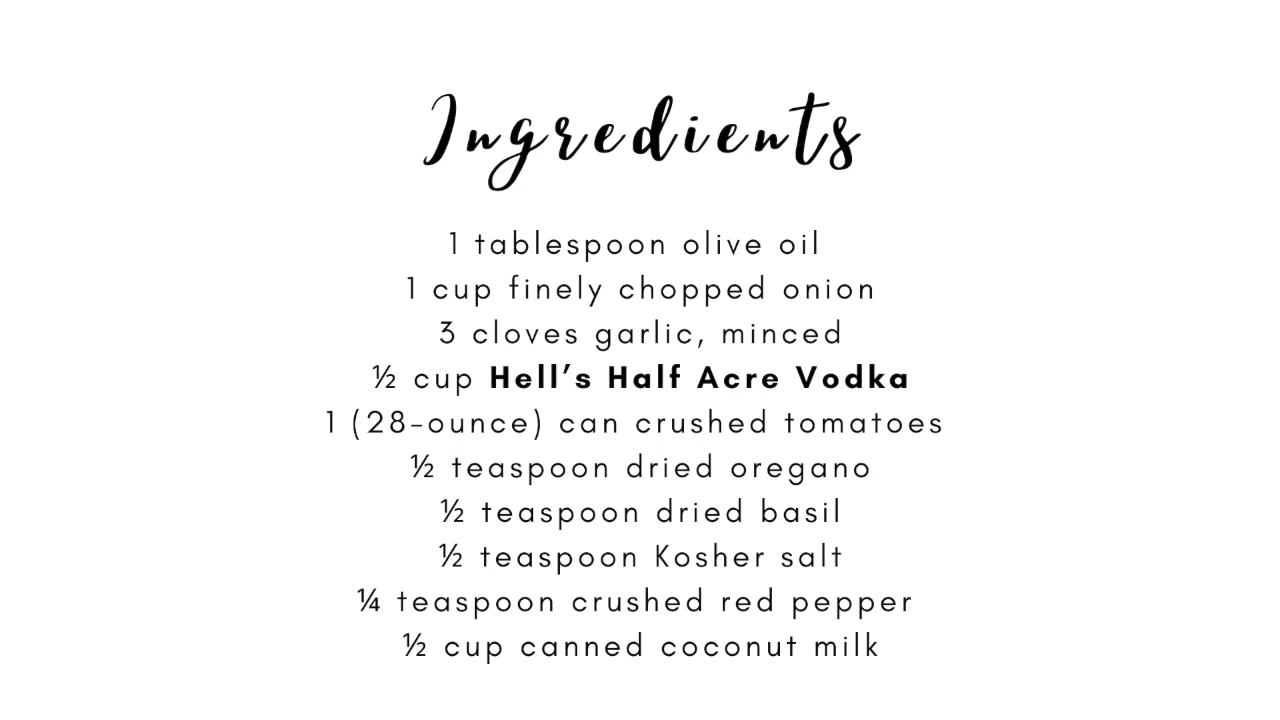 Ingredients
1 tablespoon olive oil
1 cup finely chopped onion
3 cloves garlic, minced
½ cup Hell’s Half Acre Vodka
1 (28-ounce) can crushed tomatoes
½ teaspoon dried oregano
½ teaspoon dried basil
½ teaspoon Kosher salt
¼ teaspoon crushed red pepper
½ cup canned coconut milk